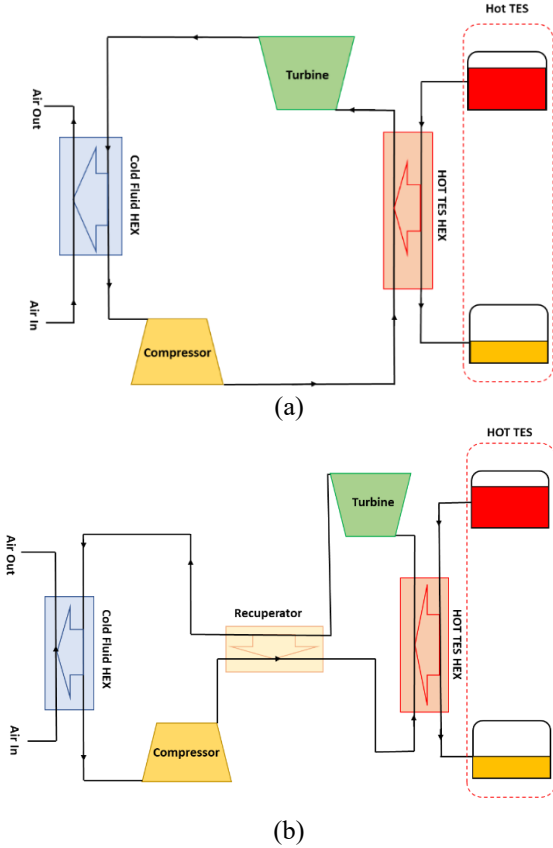 Hot TES
Turbine
Air Out
Cold Fluid HEX
HOT TES HEX
Air In
Compressor
(a)
HOT TES
Turbine
Air Out
Recuperator
Cold Fluid HEX
HOT TES HEX
Air In
Compressor
(b)